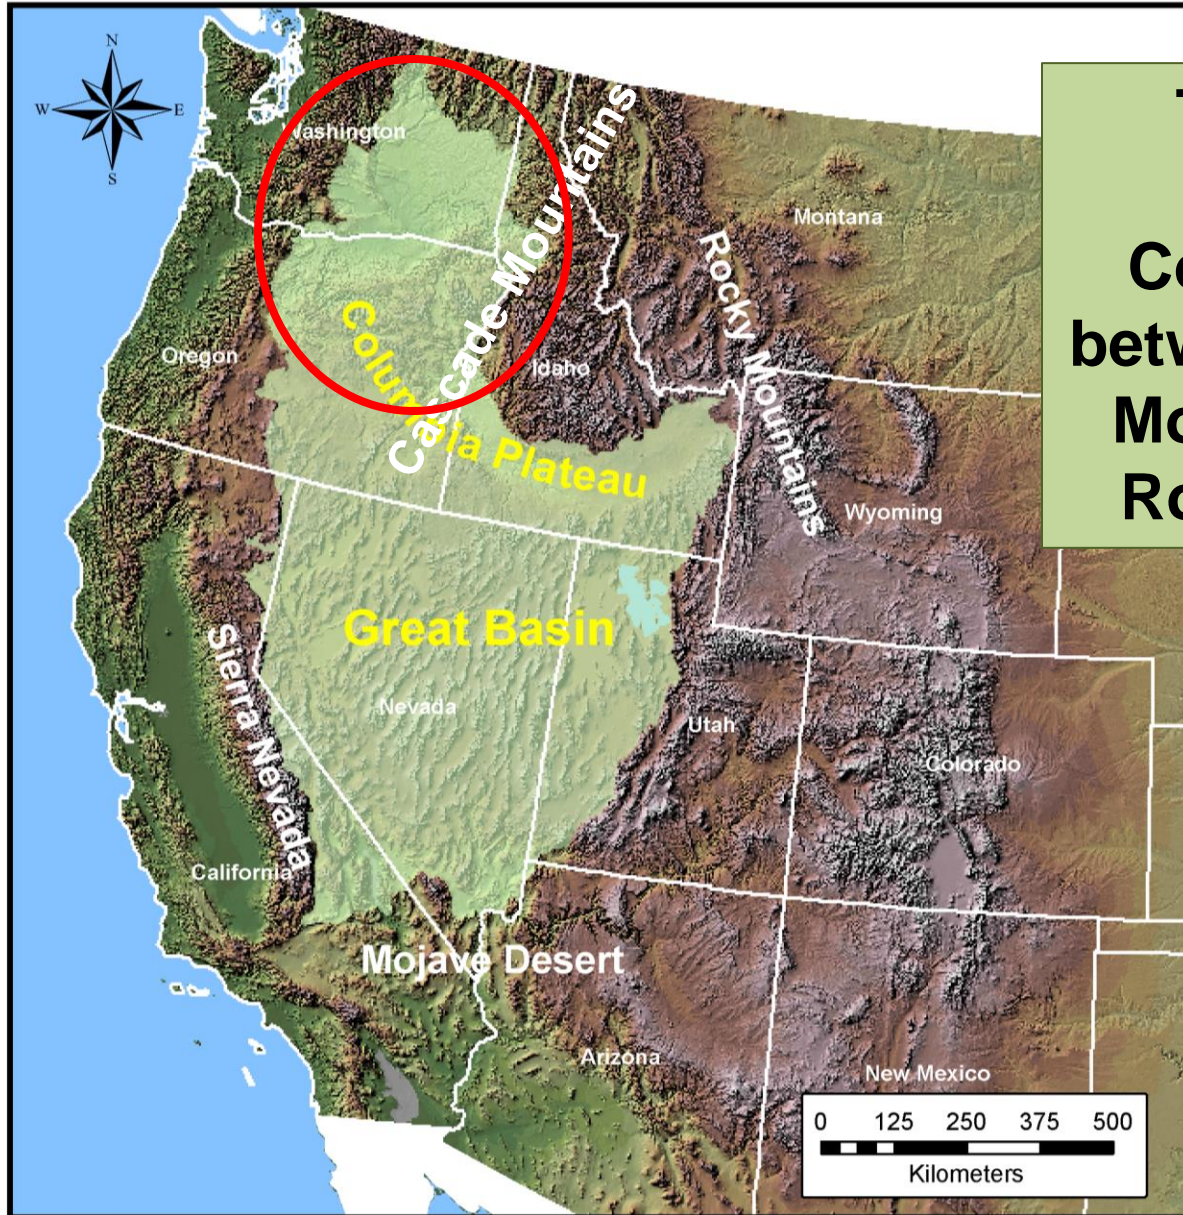 N
W E
S
Washington
Montana
Cascade Mountains
Rocky Mountains
Oregon
Idaho
Columbia Plateau
Wyoming
Great Basin
Sierra Nevada
Nevada
Utah
Colorado
California
Mojave Desert
Arizona
New Mexico
0 125 250 375 500
Kilometers